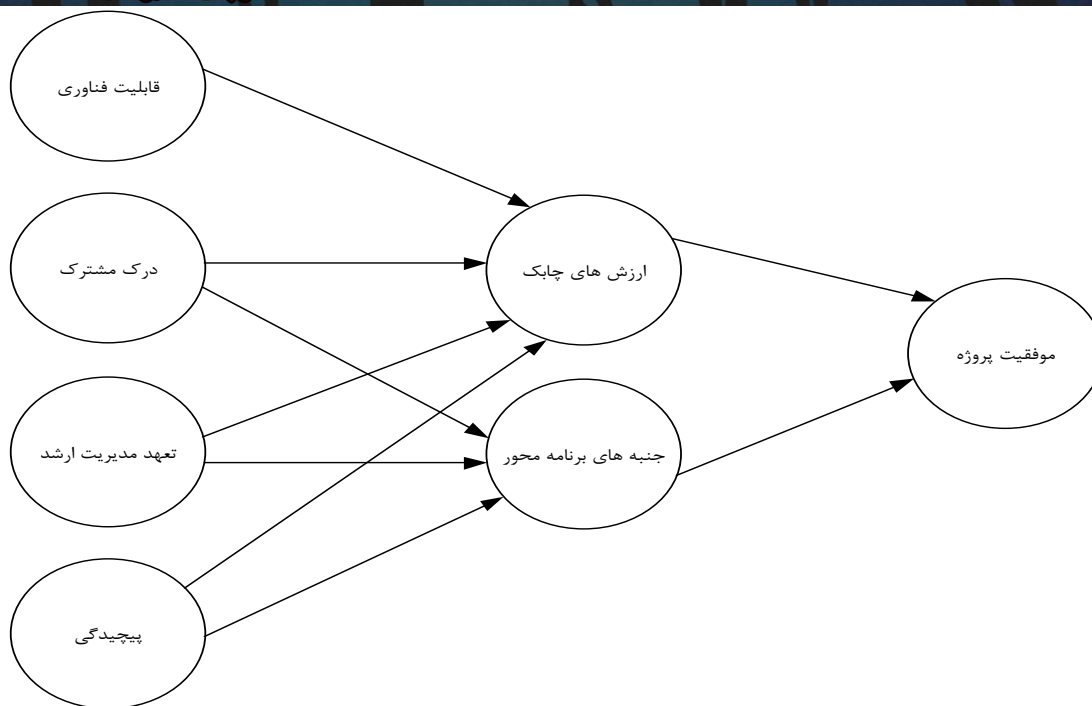 قابلیت فناوری
درک مشترک
ارزش های چابک
موفقیت پروژه
تعهد مدیریت ارشد
جنبه های برنامه محور
پیچیدگی